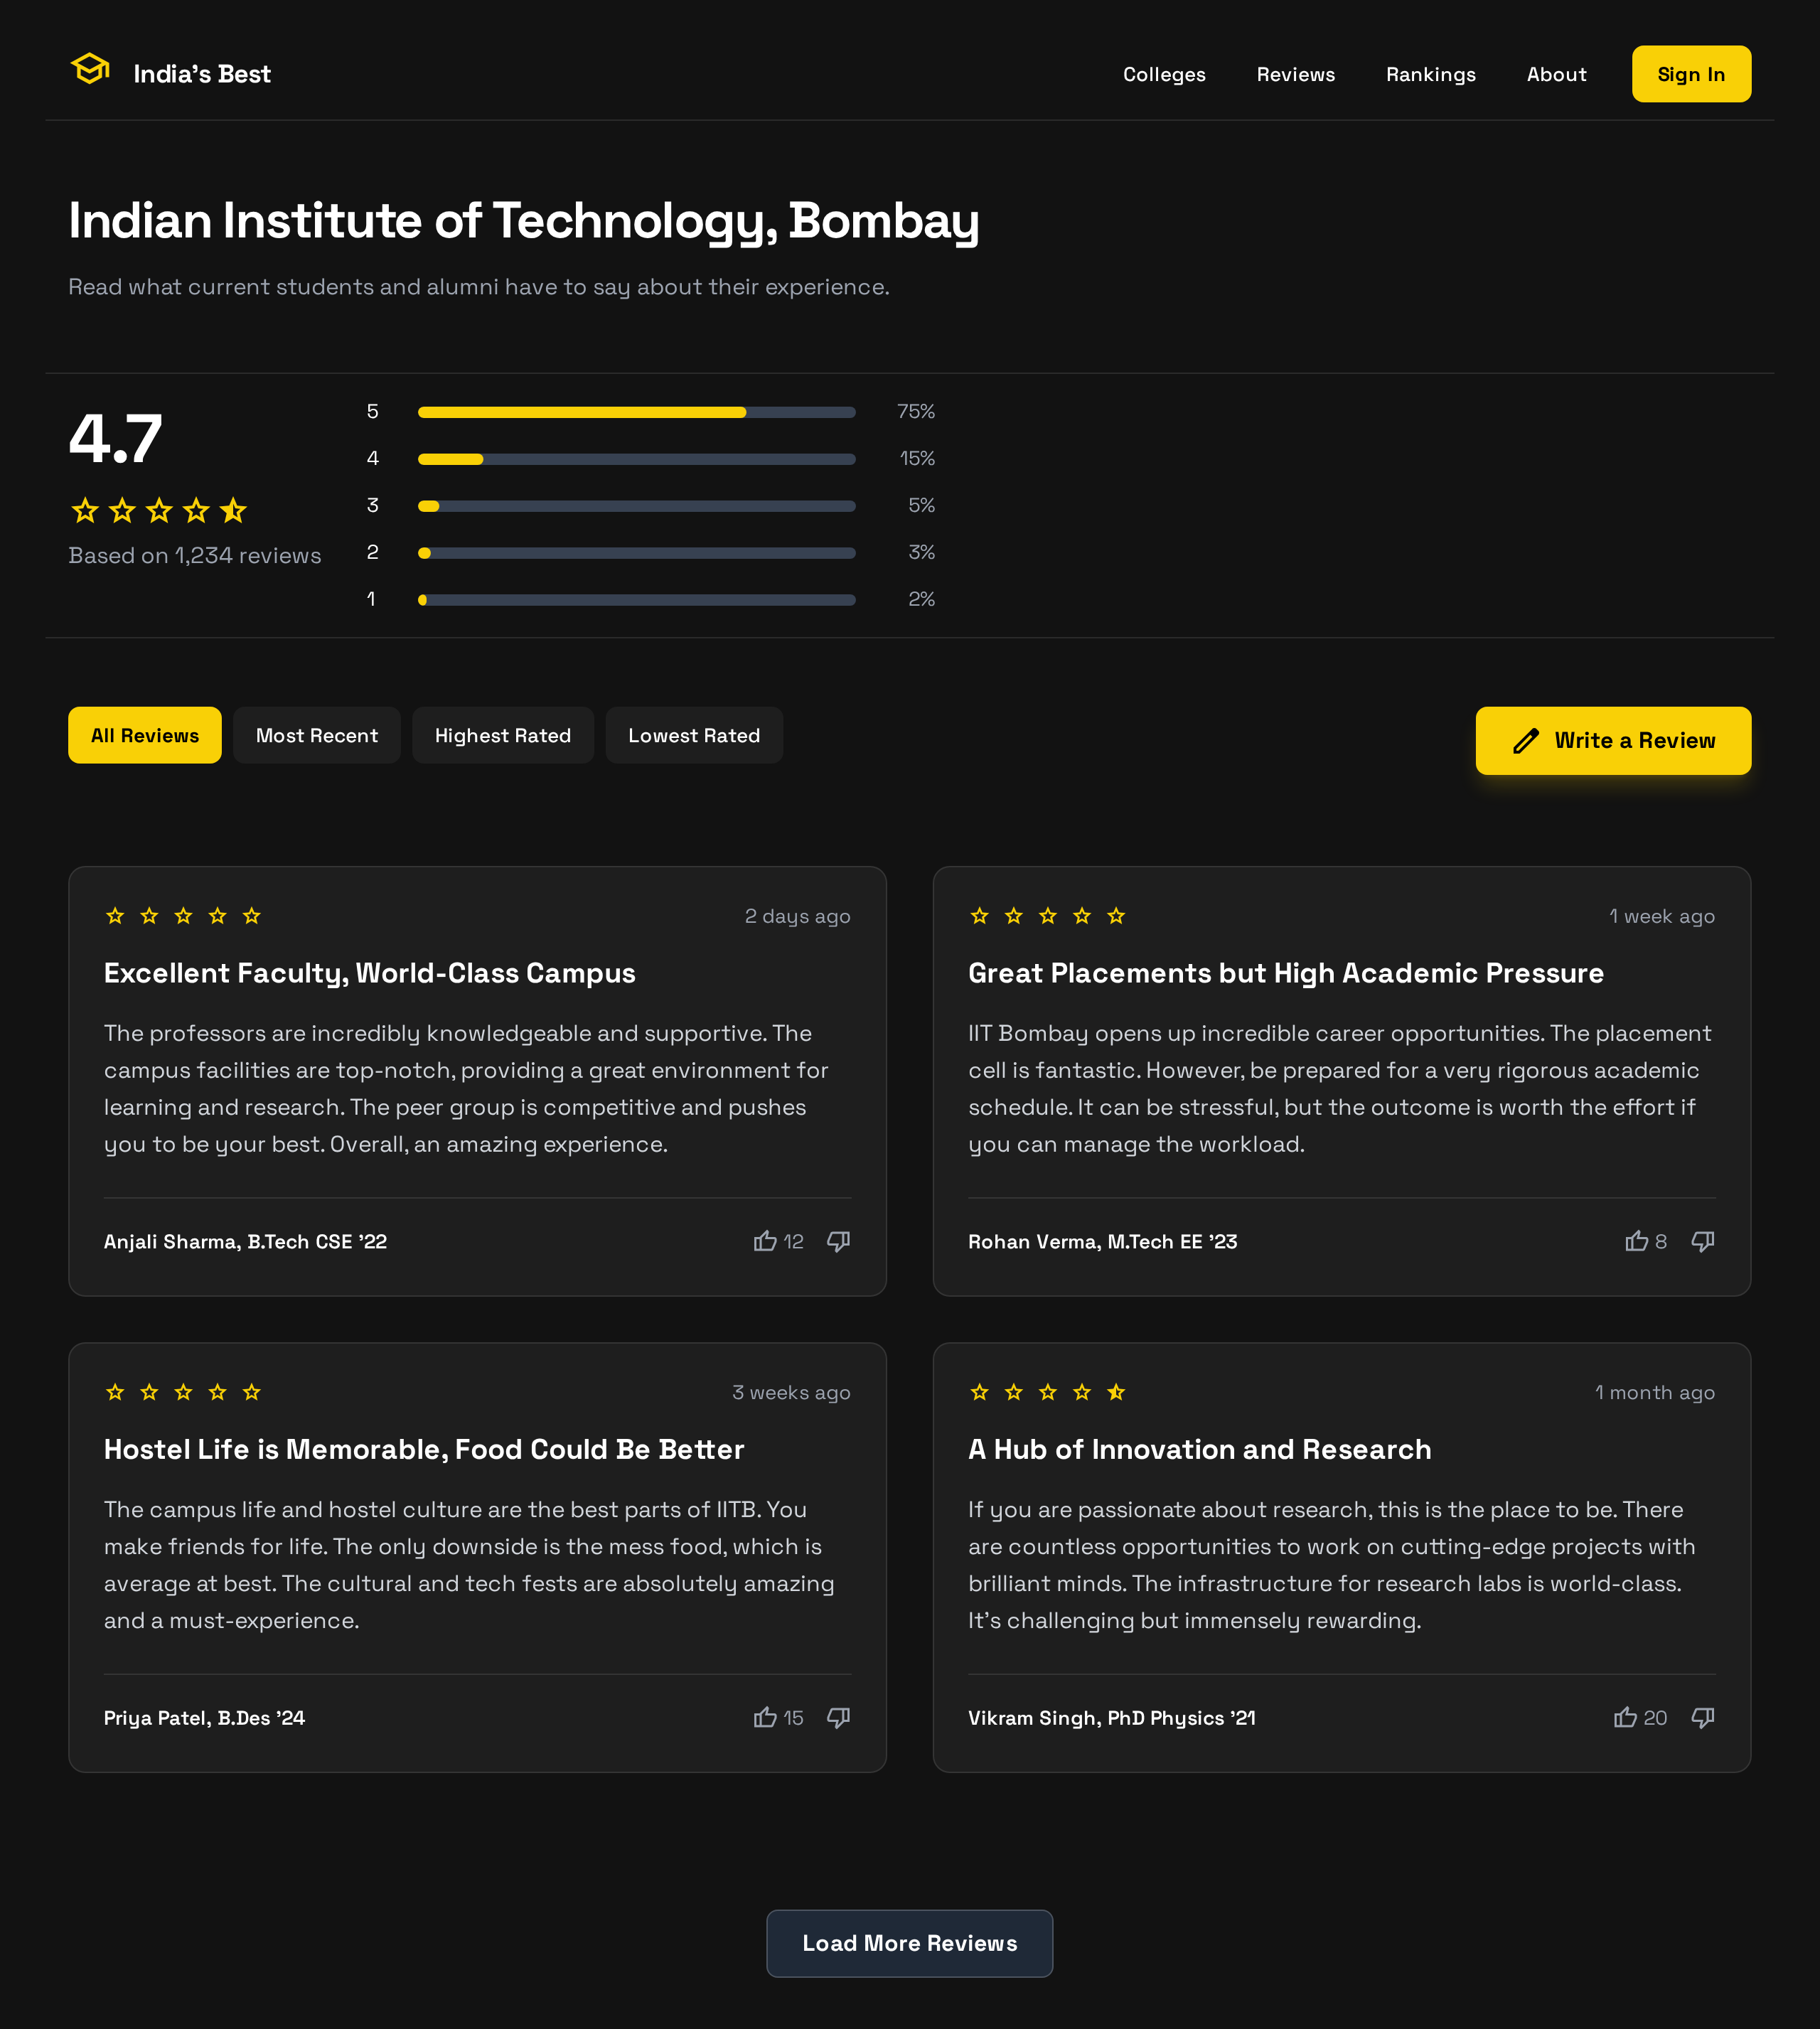 India's Best
Colleges
Reviews
Rankings
About
Sign In
Indian Institute of Technology, Bombay
Read what current students and alumni have to say about their experience.
4.7
Based on 1,234 reviews
5 75%
4 15%
3 5%
2 3%
1 2%
All Reviews
Most Recent
Highest Rated
Lowest Rated
Write a Review
2 days ago
Excellent Faculty, World-Class Campus
The professors are incredibly knowledgeable and supportive. The
campus facilities are top-notch, providing a great environment for
learning and research. The peer group is competitive and pushes
you to be your best. Overall, an amazing experience.
Anjali Sharma, B.Tech CSE '22
12
1 week ago
Great Placements but High Academic Pressure
IIT Bombay opens up incredible career opportunities. The placement
cell is fantastic. However, be prepared for a very rigorous academic
schedule. It can be stressful, but the outcome is worth the effort if
you can manage the workload.
Rohan Verma, M.Tech EE '23
8
3 weeks ago
Hostel Life is Memorable, Food Could Be Better
The campus life and hostel culture are the best parts of IITB. You
make friends for life. The only downside is the mess food, which is
average at best. The cultural and tech fests are absolutely amazing
and a must-experience.
Priya Patel, B.Des '24
15
1 month ago
A Hub of Innovation and Research
If you are passionate about research, this is the place to be. There
are countless opportunities to work on cutting-edge projects with
brilliant minds. The infrastructure for research labs is world-class.
It's challenging but immensely rewarding.
Vikram Singh, PhD Physics '21
20
Load More Reviews